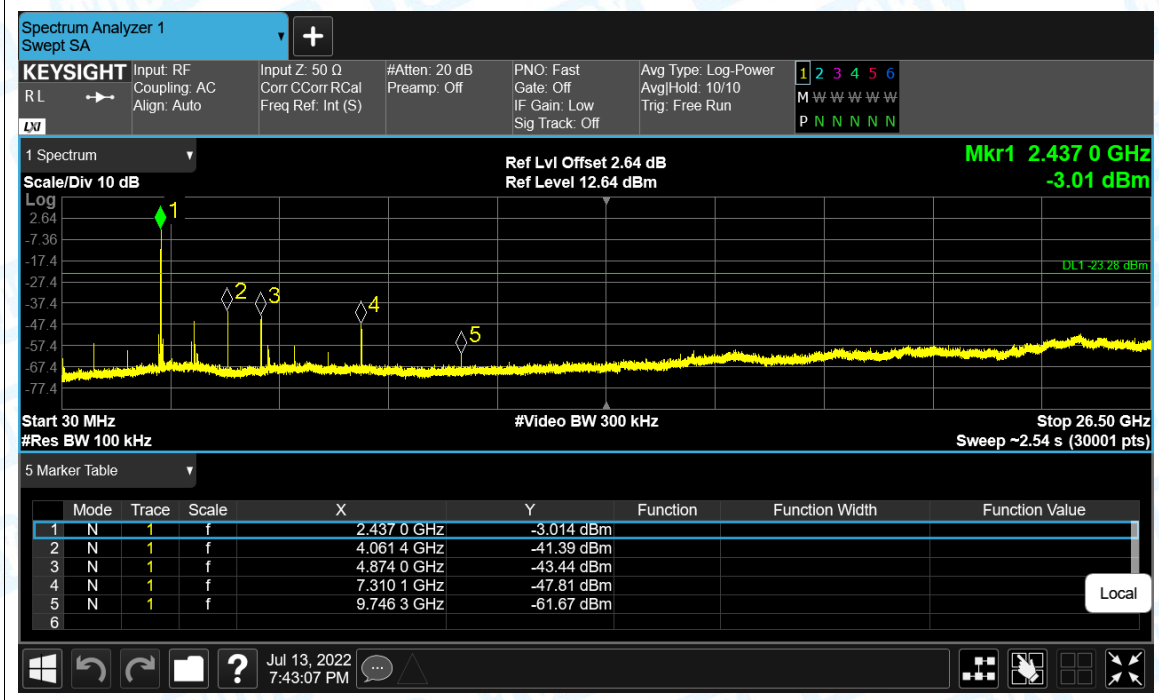 Spectrum Analyzer 1
Swept SA
KEYSIGHT
R L
LXI
Input: RF
Coupling: AC
Align: Auto
Input Z: 50 Ω
Corr CCorr RCal
Freq Ref: Int (S)
#Atten: 20 dB
Preamp: Off
PNO: Fast
Gate: Off
IF Gain: Low
Sig Track: Off
Avg Type: Log-Power
Avg|Hold: 10/10
Trig: Free Run
1 2 3 4 5 6
M W W W W W
P N N N N N
1 Spectrum
Scale/Div 10 dB
Ref Lvl Offset 2.64 dB
Ref Level 12.64 dBm
Mkr1 2.437 0 GHz
-3.01 dBm
Log
2.64
-7.36
-17.4
-27.4
-37.4
-47.4
-57.4
-67.4
-77.4
1
2
3
4
5
DL1 -23.28 dBm
Start 30 MHz
#Video BW 300 kHz
Stop 26.50 GHz
#Res BW 100 kHz
Sweep ~2.54 s (30001 pts)
5 Marker Table
Mode Trace Scale X Y Function Function Width Function Value
1 N 1 f 2.437 0 GHz -3.014 dBm
2 N 1 f 4.061 4 GHz -41.39 dBm
3 N 1 f 4.874 0 GHz -43.44 dBm
4 N 1 f 7.310 1 GHz -47.81 dBm
5 N 1 f 9.746 3 GHz -61.67 dBm
6
Local
?
Jul 13, 2022
7:43:07 PM